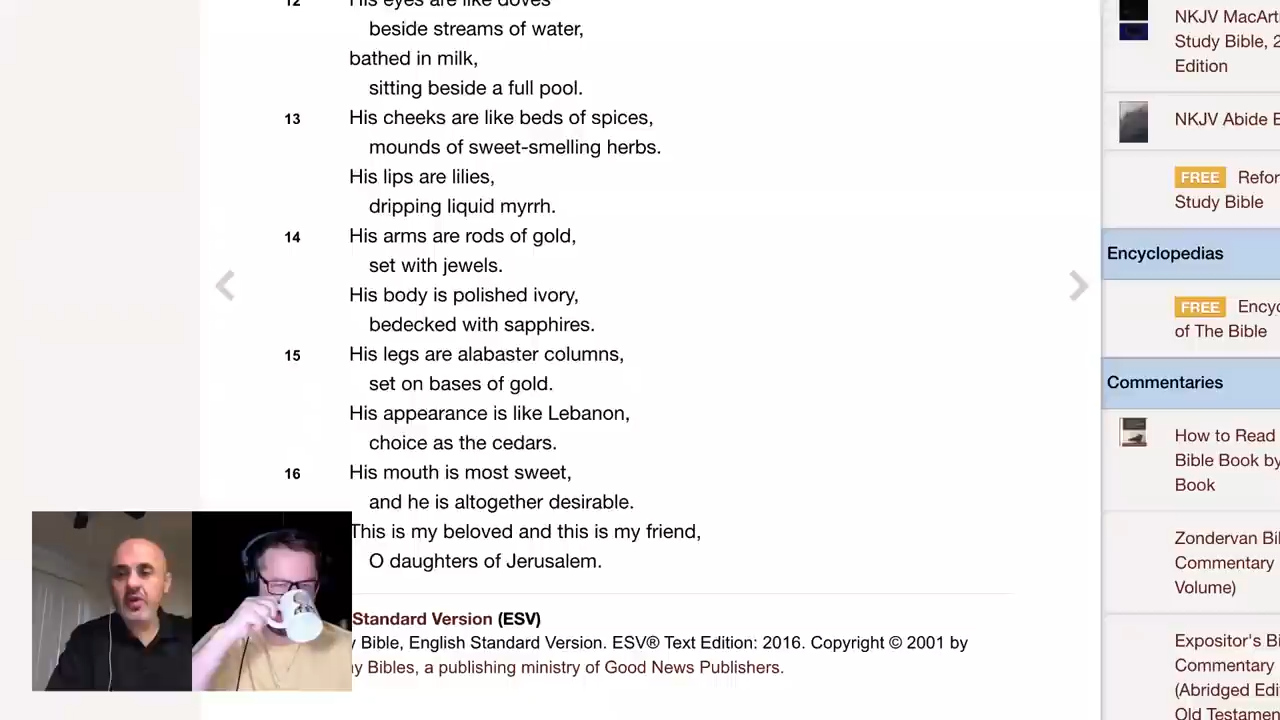 12 His eyes are like doves
beside streams of water,
bathed in milk,
sitting beside a full pool.
13 His cheeks are like beds of spices,
mounds of sweet-smelling herbs.
His lips are lilies,
dripping liquid myrrh.
14 His arms are rods of gold,
set with jewels.
His body is polished ivory,
bedecked with sapphires.
15 His legs are alabaster columns,
set on bases of gold.
His appearance is like Lebanon,
choice as the cedars.
16 His mouth is most sweet,
and he is altogether desirable.
This is my beloved and this is my friend,
O daughters of Jerusalem.
Standard Version (ESV)
Bible, English Standard Version. ESV® Text Edition: 2016. Copyright © 2001 by
Bibles, a publishing ministry of Good News Publishers.
NKJV
Study Bible, 2
Edition
NKJV Abide
FREE
Study Bible
Encyclopedias
FREE
of The Bible
Commentaries
How to Read
Bible Book by
Book
Zondervan
Commentary
Volume)
Expositor's
Commentary
(Abridged
Old